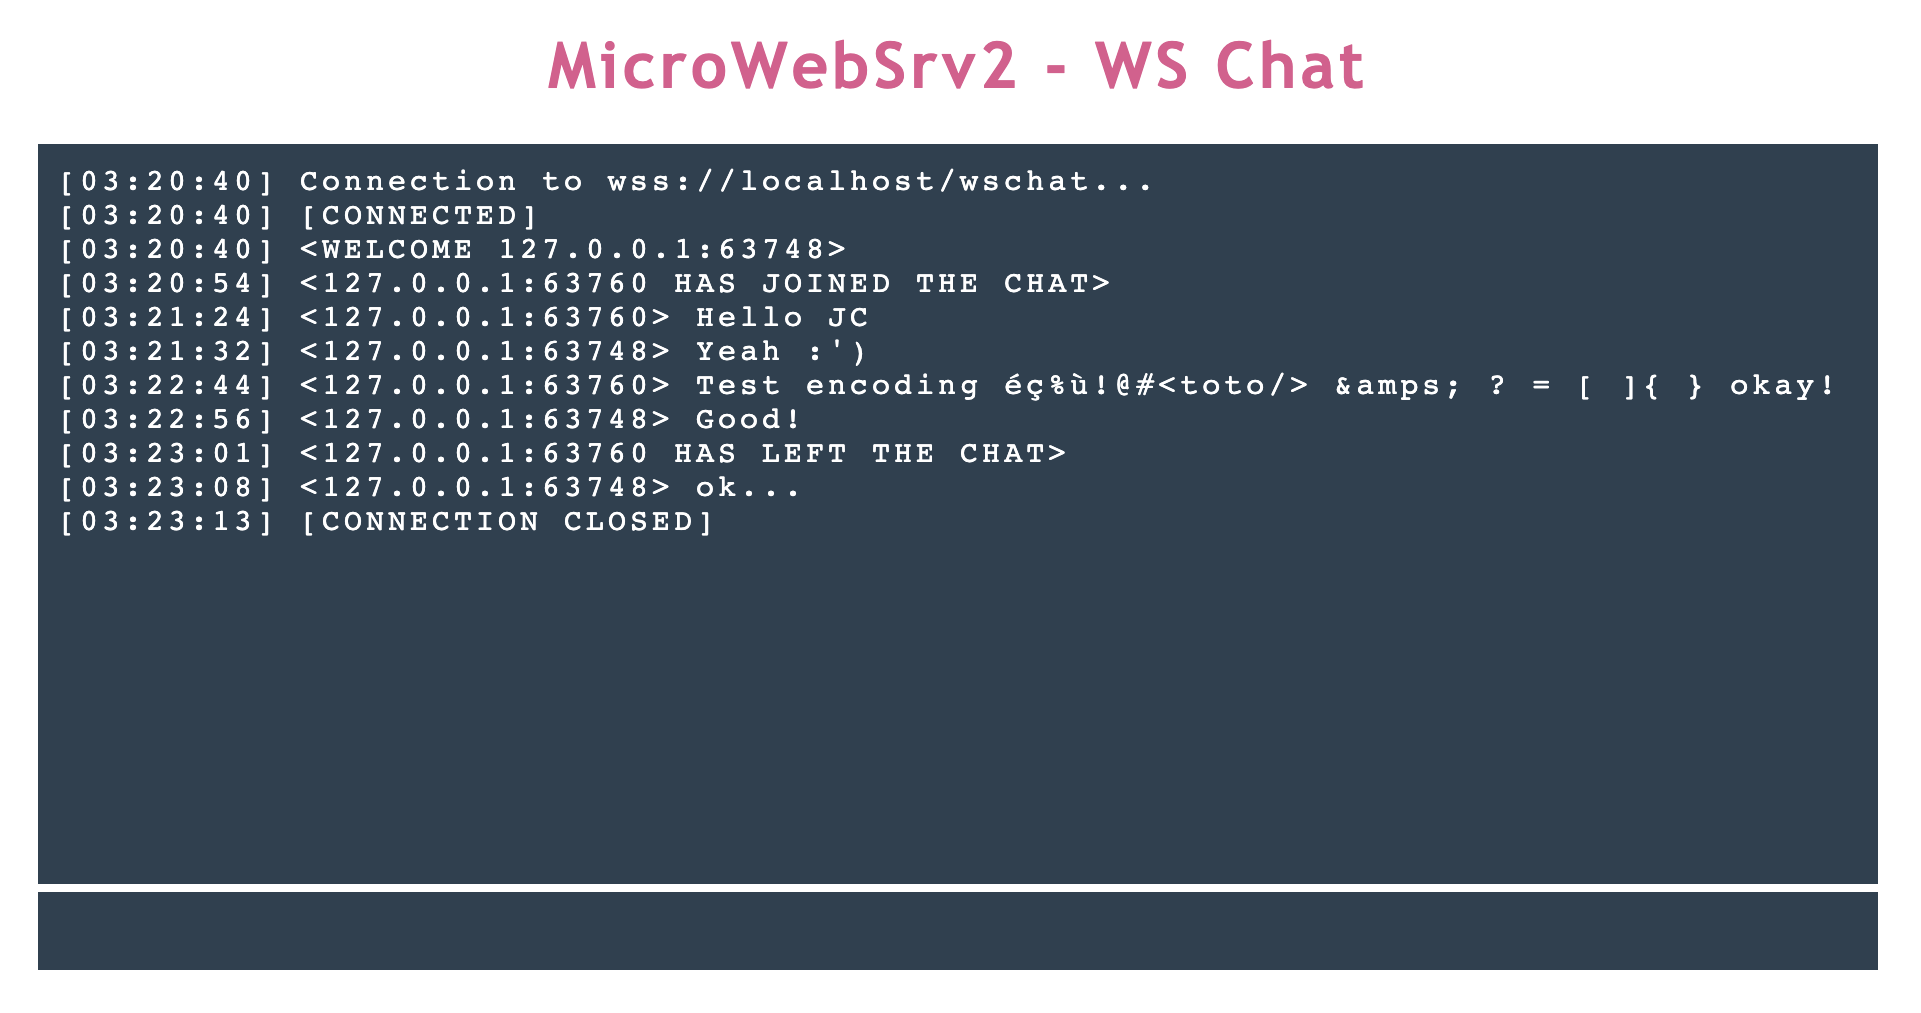 MicroWebSrv2 - WS Chat
[03:20:40] Connection to wss://localhost/wschat...
[03:20:40] [CONNECTED]
[03:20:40] <WELCOME 127.0.0.1:63748>
[03:20:54] <127.0.0.1:63760 HAS JOINED THE CHAT>
[03:21:24] <127.0.0.1:63760> Hello JC
[03:21:32] <127.0.0.1:63748> Yeah :')
[03:22:44] <127.0.0.1:63760> Test encoding éç%ù!@#<toto/> &amps; ? = [ ]{ } okay!
[03:22:56] <127.0.0.1:63748> Good!
[03:23:01] <127.0.0.1:63760 HAS LEFT THE CHAT>
[03:23:08] <127.0.0.1:63748> ok...
[03:23:13] [CONNECTION CLOSED]